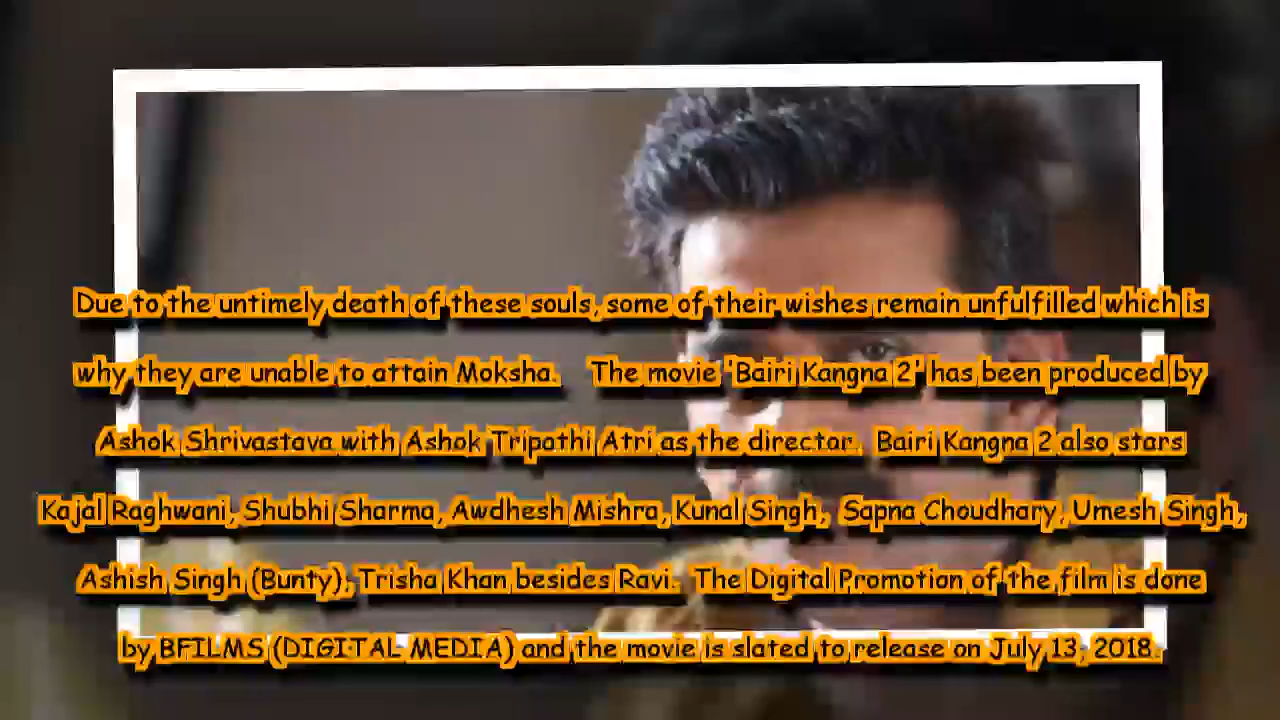 Due to the untimely death of these souls, some of their wishes remain unfulfilled which is
why they are unable to attain Moksha. The movie 'Bairi Kangna 2' has been produced by
Ashok Shrivastava with Ashok Tripathi Atri as the director. Bairi Kangna 2 also stars
Kajal Raghwani, Shubhi Sharma, Awdhesh Mishra, Kunal Singh, Sapna Choudhary, Umesh Singh,
Ashish Singh (Bunty), Trisha Khan besides Ravi. The Digital Promotion of the film is done
by BFILMS (DIGITAL MEDIA) and the movie is slated to release on July 13, 2018.